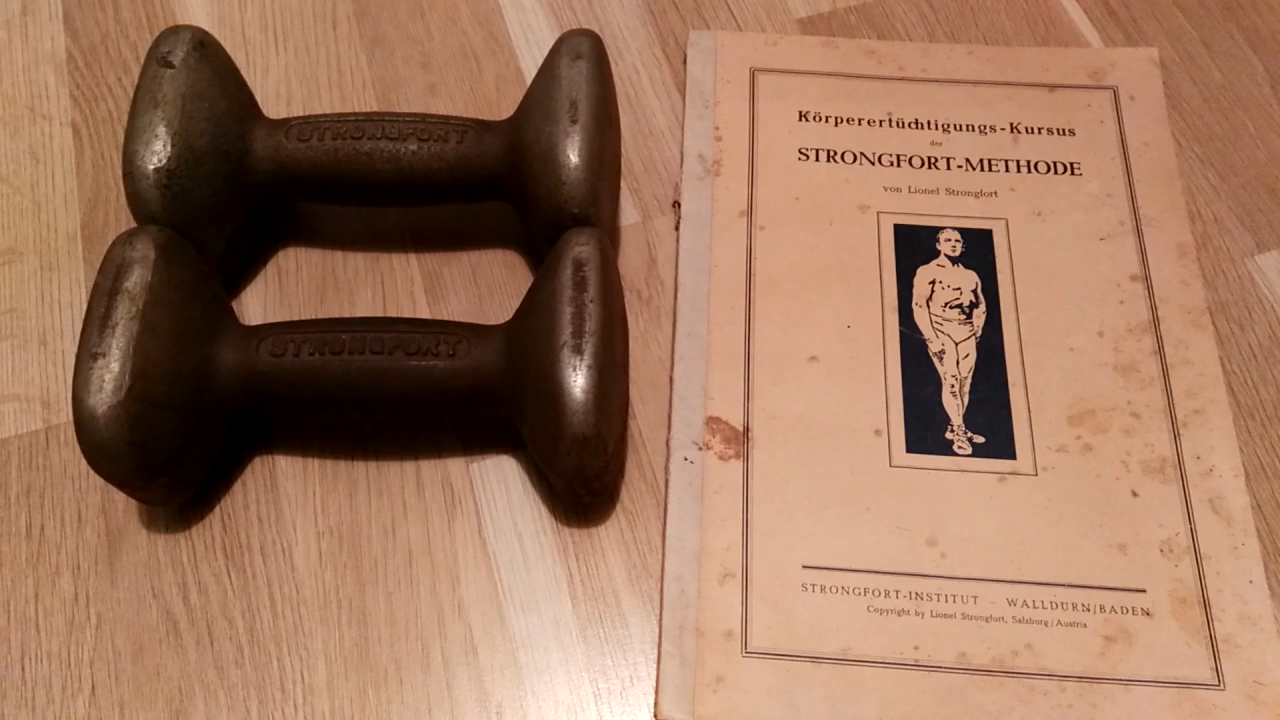 STRONGFORT
STRONGFORT
Körperertüchtigungs-Kursus
der
STRONGFORT-METHODE
von Lionel Strongfort
STRONGFORT-INSTITUT – WALLDURN/BADEN
Copyright by Lionel Strongfort, Salzburg/Austria